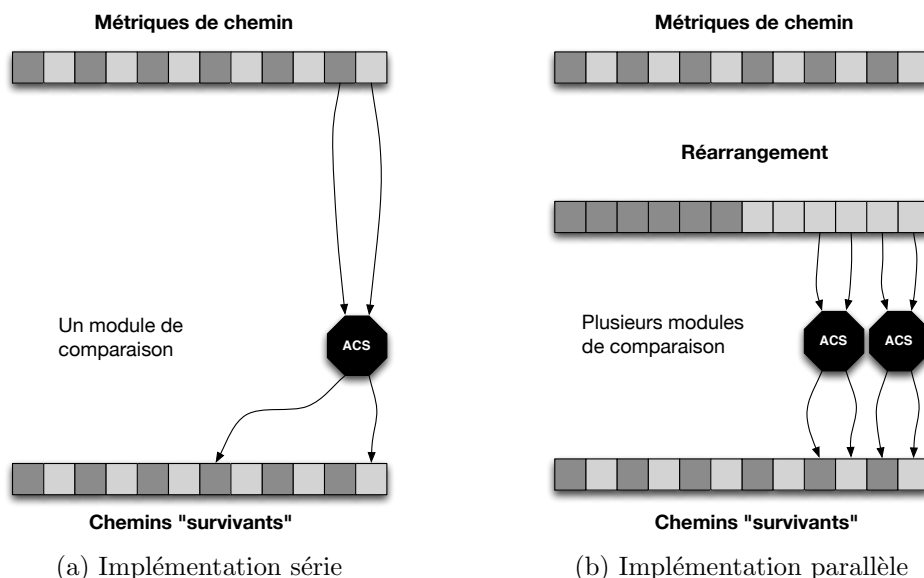 Métriques de chemin
Un module de
comparaison
ACS
Chemins "survivants"
(a) Implémentation série
Métriques de chemin
Réarrangement
Plusieurs modules
de comparaison
ACS
ACS
Chemins "survivants"
(b) Implémentation parallèle